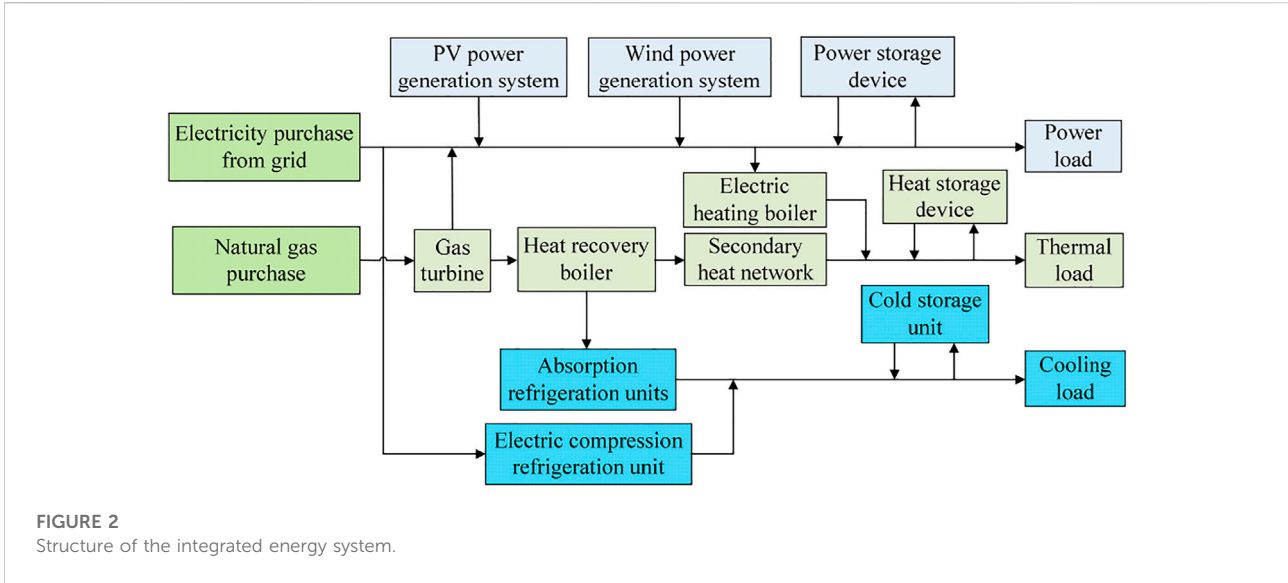 PV power
generation system
Wind power
generation system
Power storage
device
Electricity purchase
from grid
Power
load
Electric
heating boiler
Heat storage
device
Natural gas
purchase
Gas
turbine
Heat recovery
boiler
Secondary
heat network
Thermal
load
Cold storage
unit
Absorption
refrigeration units
Cooling
load
Electric compression
refrigeration unit
FIGURE 2
Structure of the integrated energy system.